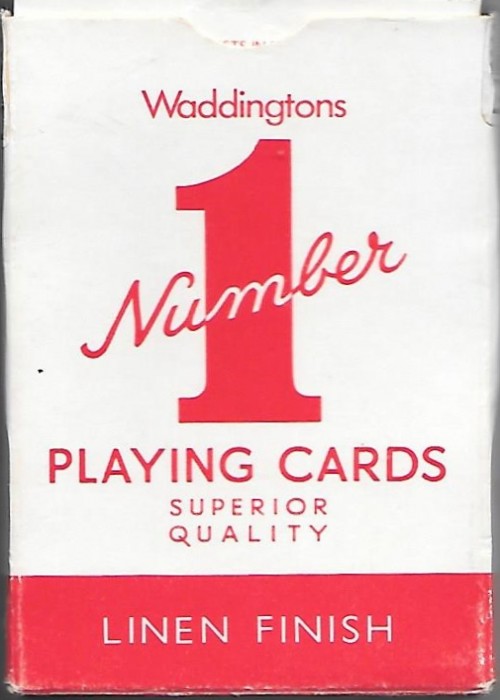 Waddingtons
Number
1
PLAYING CARDS
SUPERIOR
QUALITY
LINEN FINISH